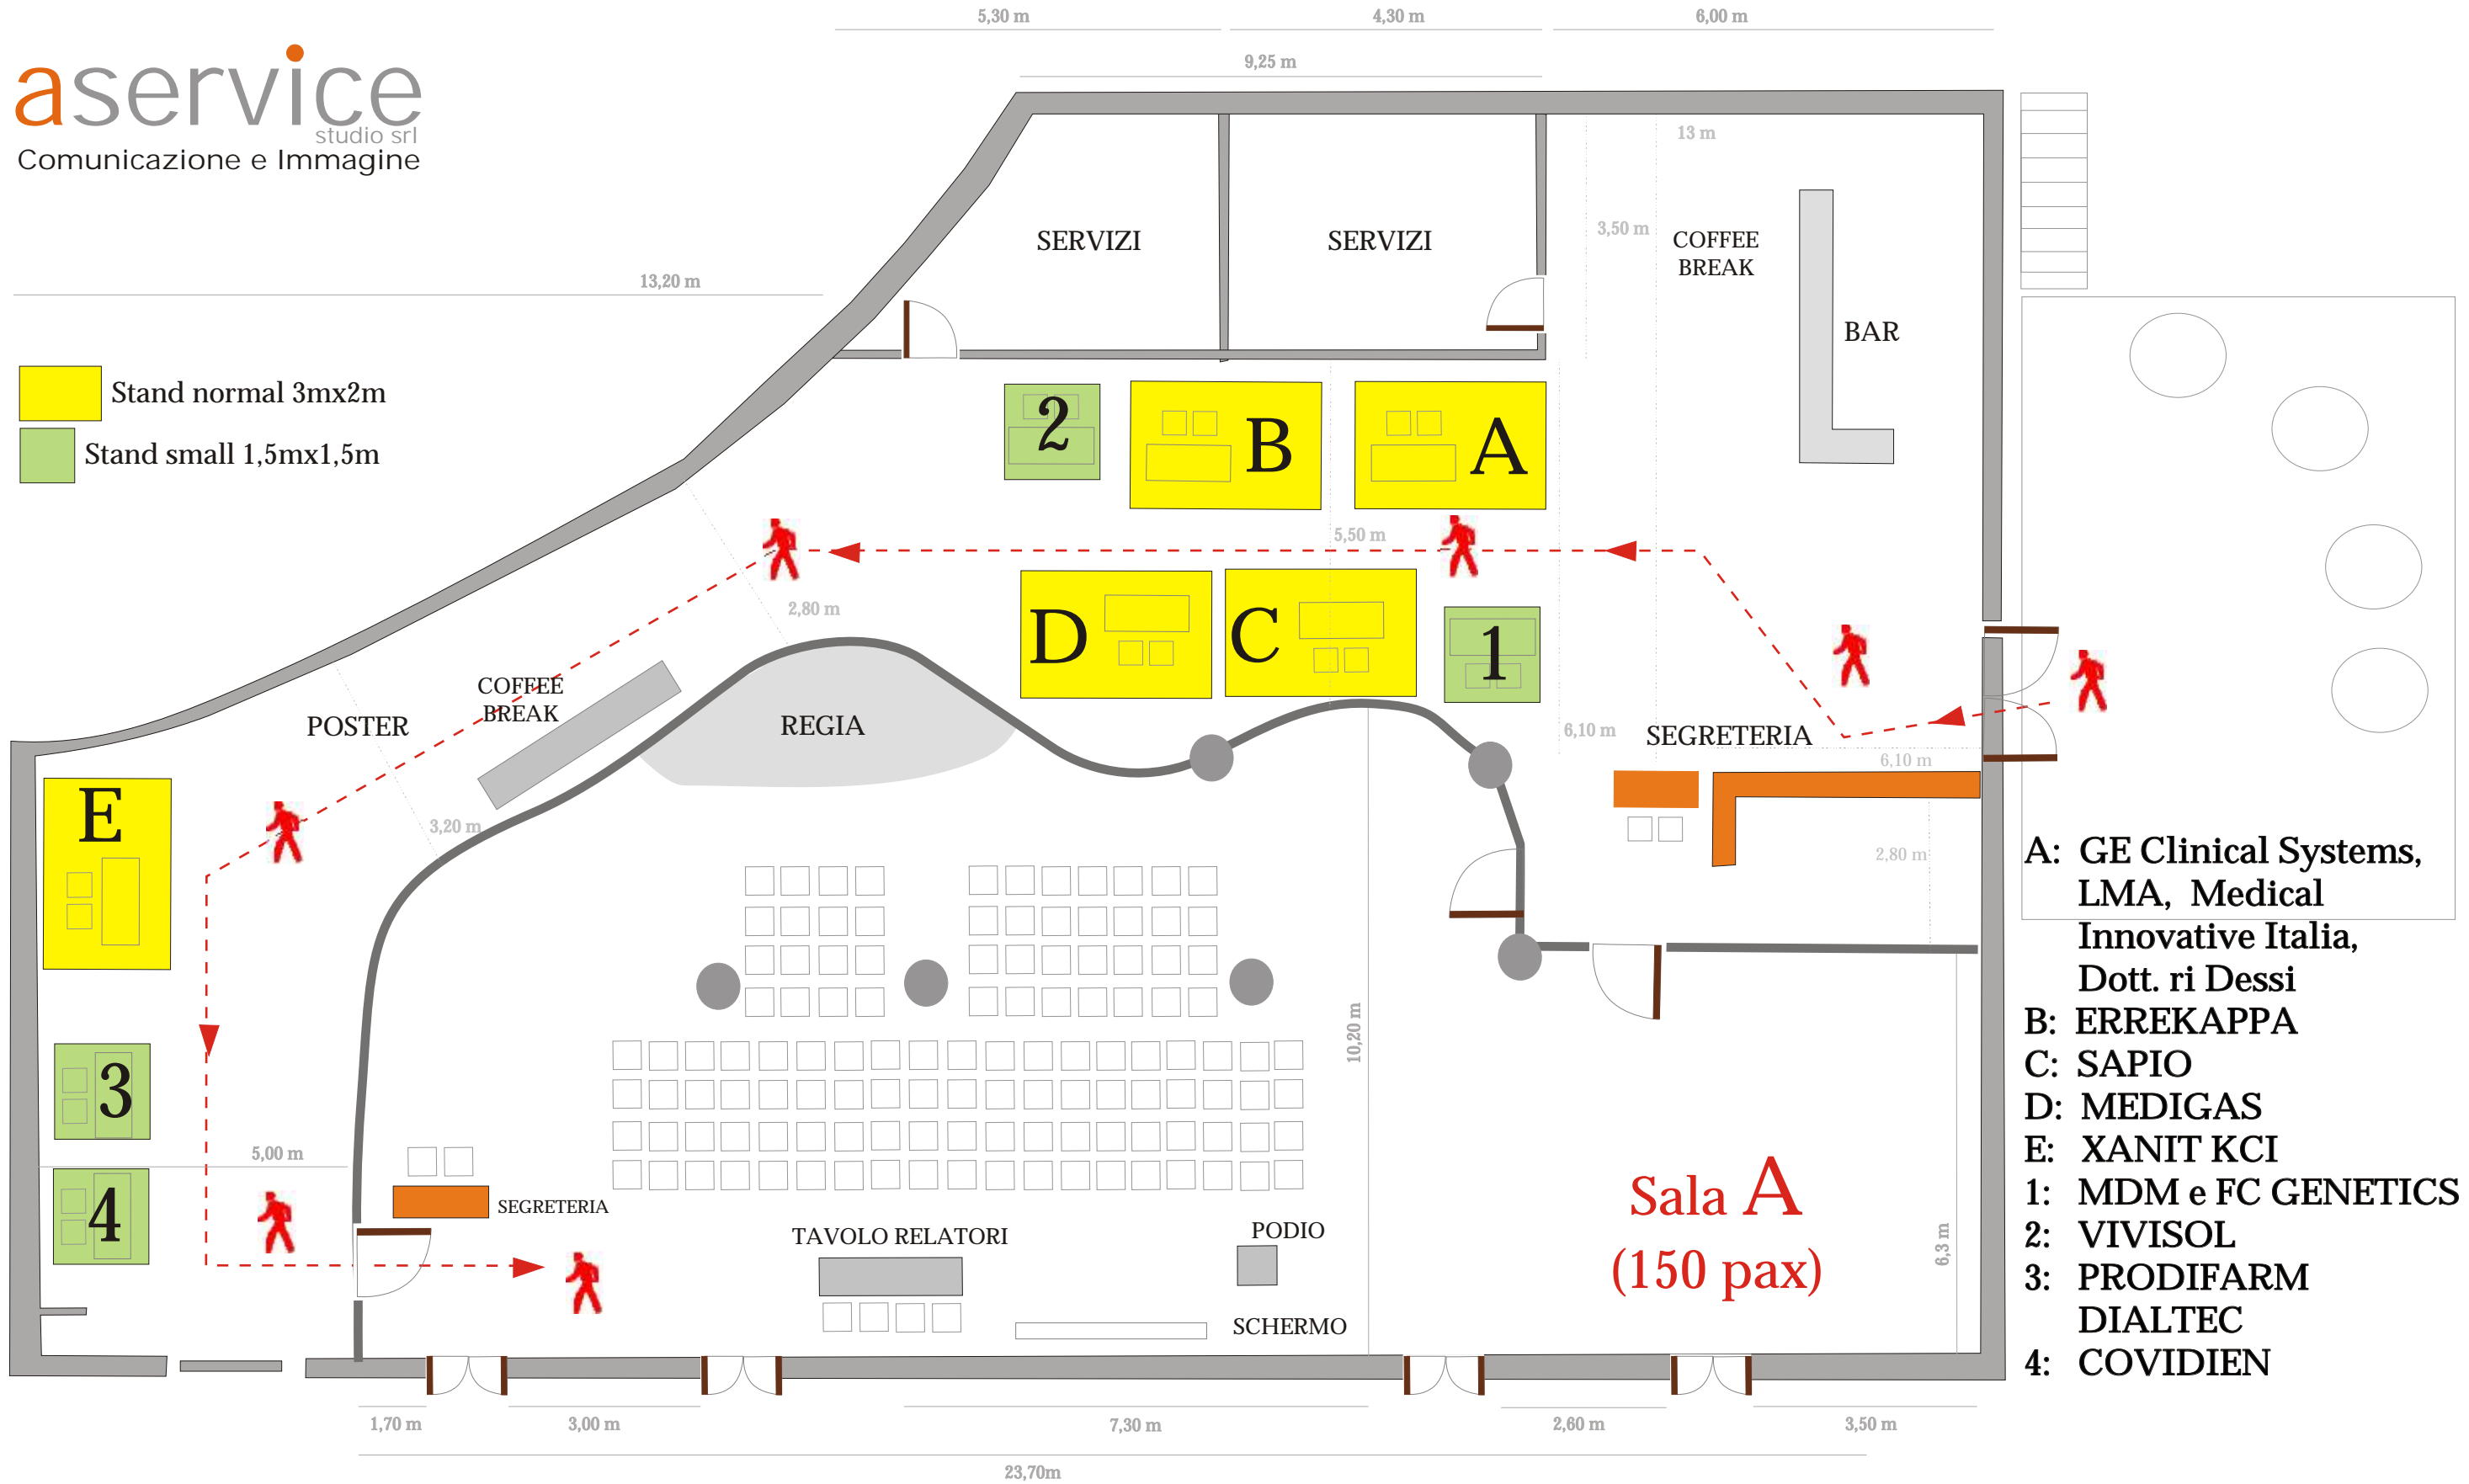 5,30 m
4,30 m
6,00 m
9,25 m
aservice
studio srl
Comunicazione e Immagine
13 m
3,50 m
SERVIZI
SERVIZI
COFFEE
BREAK
13,20 m
BAR
Stand normal 3mx2m
Stand small 1,5mx1,5m
2
B
A
5,50 m
2,80 m
D
C
1
COFFEE
BREAK
POSTER
REGIA
6,10 m
SEGRETERIA
6,10 m
E
3,20 m
2,80 m
A: GE Clinical Systems,
LMA, Medical
Innovative Italia,
Dott. ri Dessi
B: ERREKAPPA
C: SAPIO
D: MEDIGAS
E: XANIT KCI
1: MDM e FC GENETICS
2: VIVISOL
3: PRODIFARM
DIALTEC
4: COVIDIEN
10,20 m
3
5,00 m
4
SEGRETERIA
TAVOLO RELATORI
PODIO
SCHERMO
Sala A
(150 pax)
6,3 m
1,70 m
3,00 m
7,30 m
2,60 m
3,50 m
23,70m